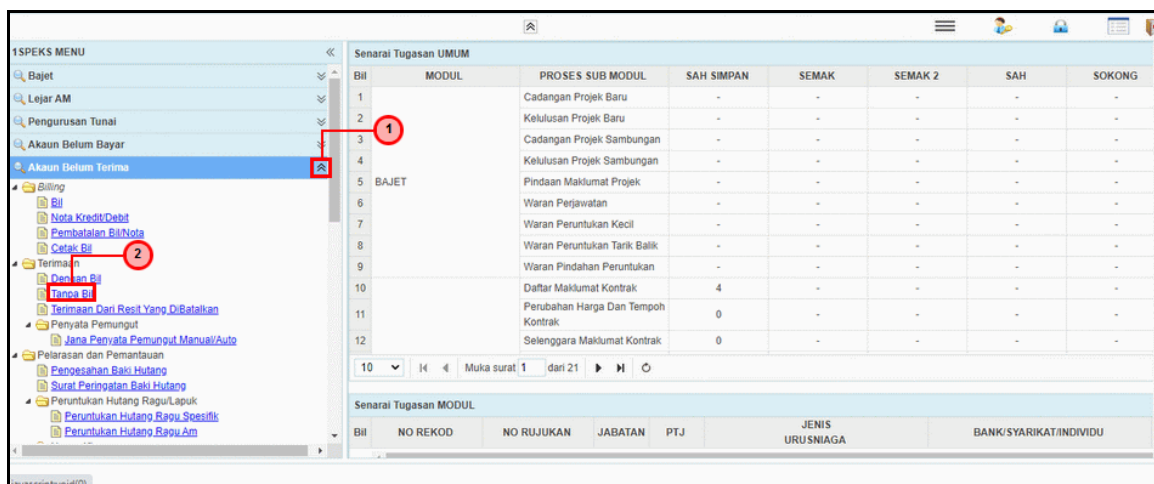 1SPEKS MENU
Bajet
Lejar AM
Pengurusan Tunai
Akaun Belum Bayar
Akaun Belum Terima
Billing
Bil
Nota Kredit/Debit
Pembatalan Bil/Nota
Cetak Bil
Terimaan
Dengan Bil
Tanpa Bil
Terimaan Dari Resit Yang DiBatalkan
Penyata Pemungut
Jana Penyata Pemungut Manual/Auto
Pelarasan dan Pemantauan
Pengesahan Baki Hutang
Surat Peringatan Baki Hutang
Peruntukan Hutang Ragu/Lapuk
Peruntukan Hutang Ragu Spesifik
Peruntukan Hutang Ragu Am
1
2
Senarai Tugasan UMUM
Bil MODUL PROSES SUB MODUL SAH SIMPAN SEMAK SEMAK 2 SAH SOKONG
1 Cadangan Projek Baru - - - - -
2 Kelulusan Projek Baru - - - - -
3 Cadangan Projek Sambungan - - - - -
4 Kelulusan Projek Sambungan - - - - -
5 BAJET Pindaan Maklumat Projek - - - - -
6 Waran Perjawatan - - - - -
7 Waran Peruntukan Kecil - - - - -
8 Waran Peruntukan Tarik Balik - - - - -
9 Waran Pindahan Peruntukan - - - - -
10 Daftar Maklumat Kontrak 4 - - - -
11 Perubahan Harga Dan Tempoh
Kontrak 0 - - - -
12 Selenggara Maklumat Kontrak 0 - - - -
10 Muka surat 1 dari 21
Senarai Tugasan MODUL
Bil NO REKOD NO RUJUKAN JABATAN PTJ JENIS
URUSNIAGA BANK/SYARIKAT/INDIVIDU